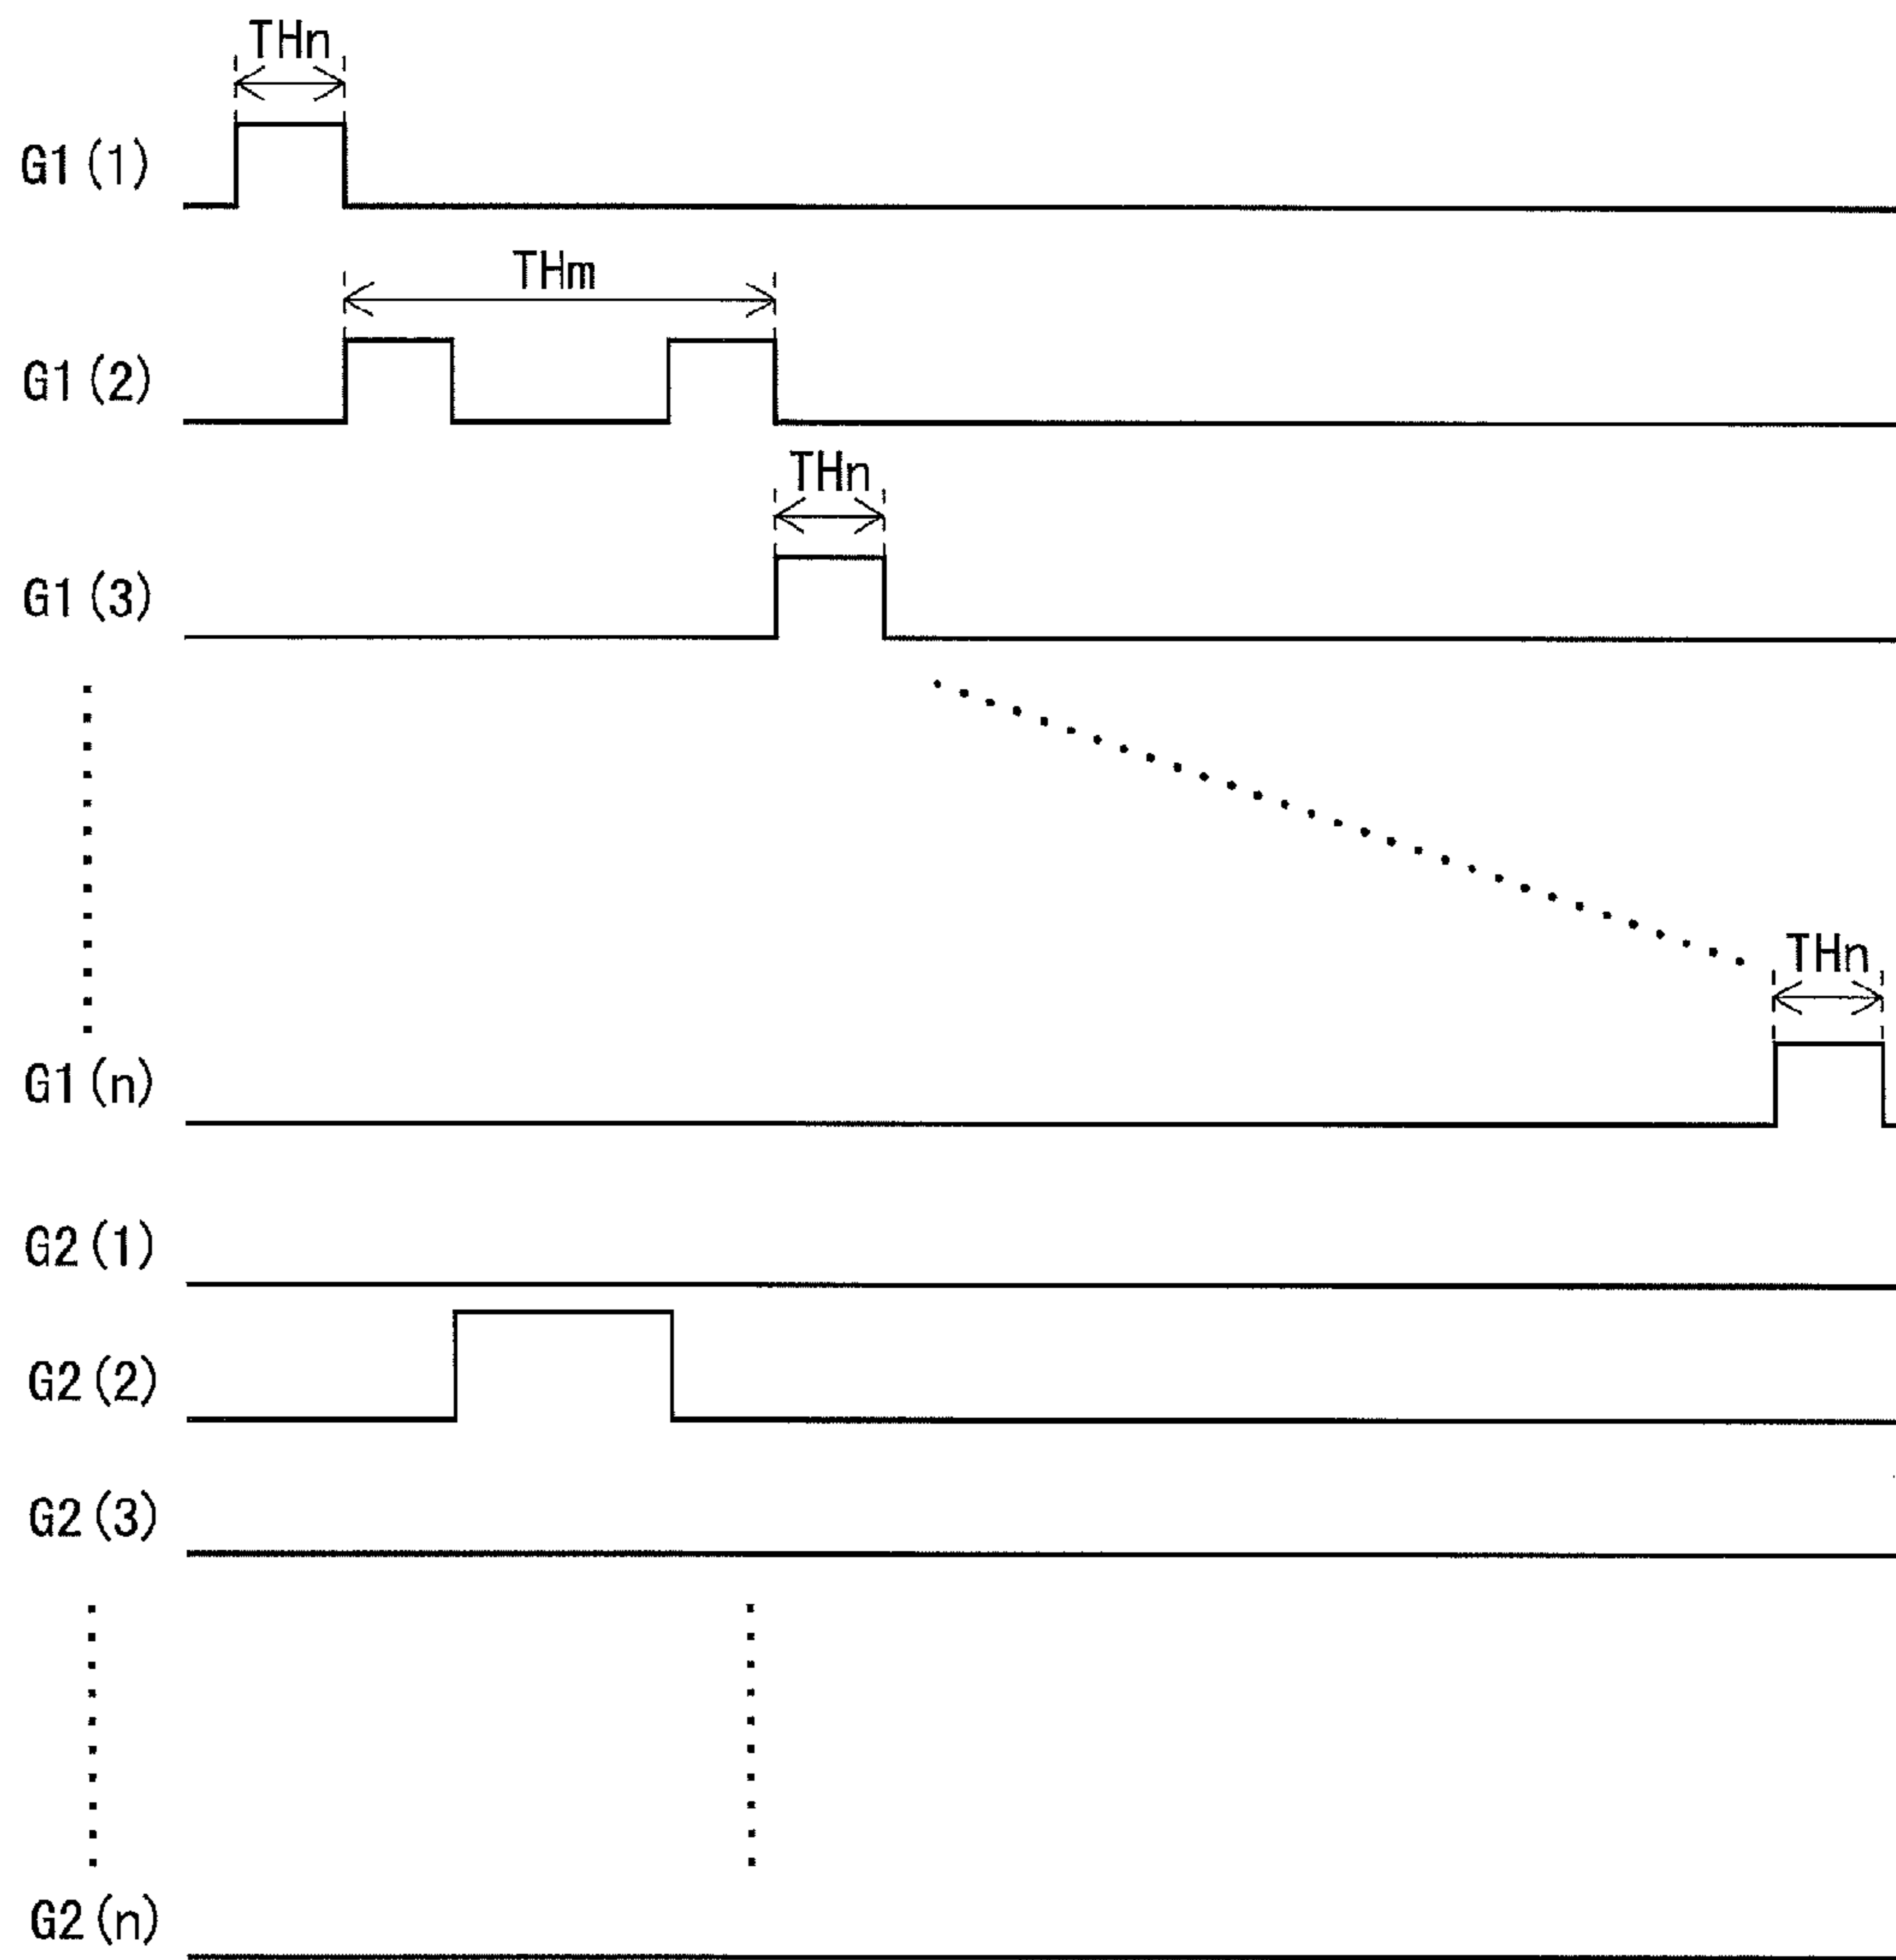 THn
G1(1)
THm
G1(2)
THn
G1(3)
THn
G1(n)
G2(1)
G2(2)
G2(3)
G2(n)